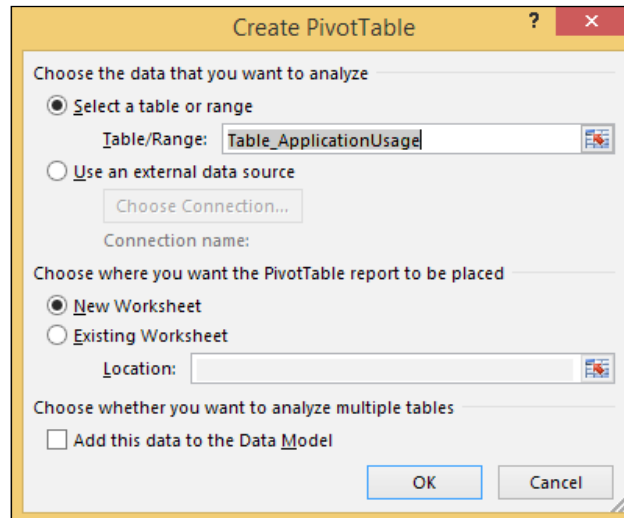 Create PivotTable ? ×
Choose the data that you want to analyze
Select a table or range
Table/Range: Table_ApplicationUsage
Use an external data source
Choose Connection...
Connection name:
Choose where you want the PivotTable report to be placed
New Worksheet
Existing Worksheet
Location:
Choose whether you want to analyze multiple tables
Add this data to the Data Model
OK Cancel